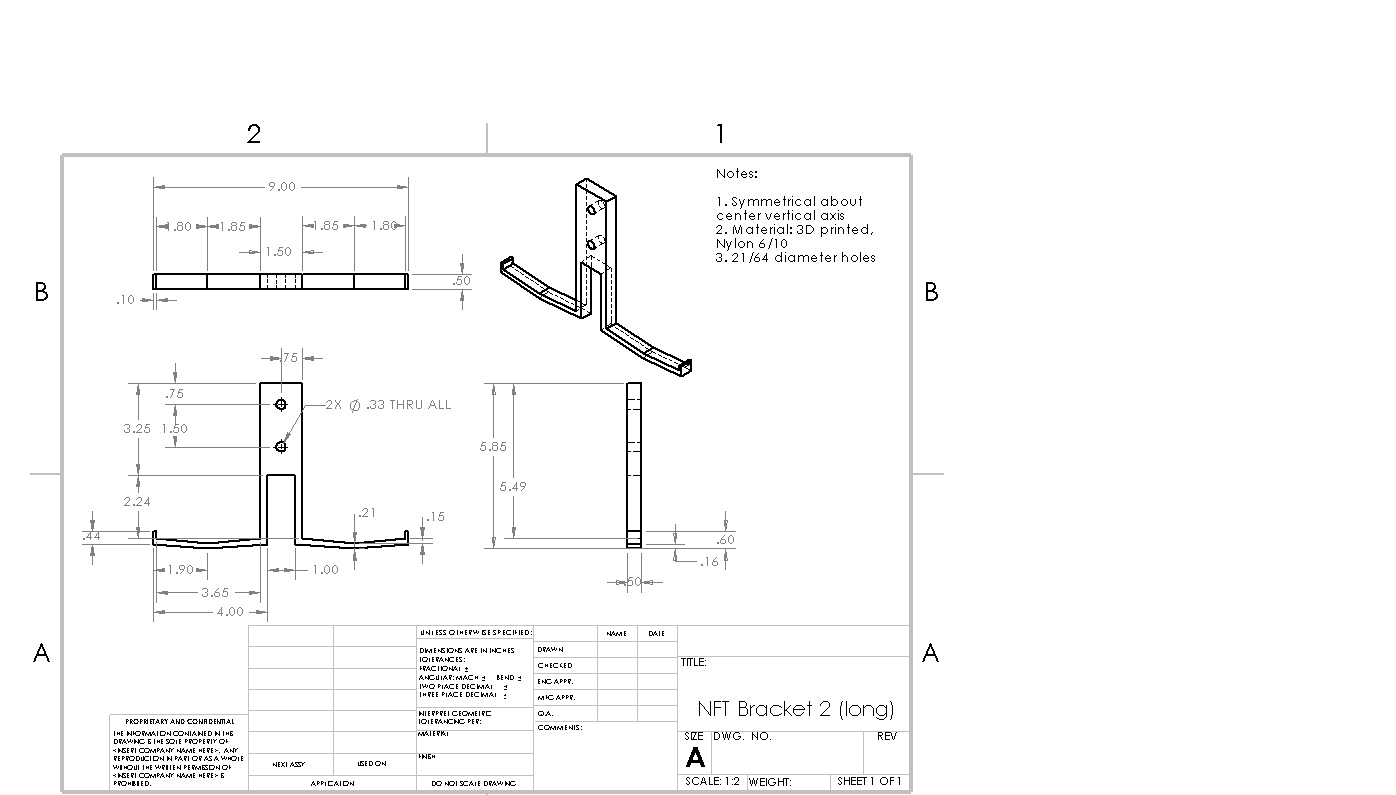 2 1
Notes:
1. Symmetrical about
center vertical axis
2. Material: 3D printed,
Nylon 6/10
3. 21/64 diameter holes
9.00
1.80 1.85 1.85 1.80
1.50
.50
.10
B B
.75
.75
2X Ø .33 THRU ALL
3.25 1.50
2.24
.44
.21
.15
1.90
1.00
3.65
4.00
5.85
5.49
.60
.16
.50
A A
UNLESS OTHERWISE SPECIFIED:
DIMENSIONS ARE IN INCHES
TOLERANCES:
FRACTIONAL ±
ANGULAR: MACH ± BEND ±
TWO PLACE DECIMAL ±
THREE PLACE DECIMAL ±
INTERPRET GEOMETRIC
TOLERANCING PER:
MATERIAL
FINISH
DO NOT SCALE DRAWING
NAME DATE
DRAWN
CHECKED
ENG APPR.
MFG APPR.
Q.A.
COMMENTS:
TITLE:
NFT Bracket 2 (long)
SIZE DWG. NO. REV
A
SCALE: 1:2 WEIGHT: SHEET 1 OF 1
NEXT ASSY USED ON
APPLICATION
PROPRIETARY AND CONFIDENTIAL
THE INFORMATION CONTAINED IN THIS
DRAWING IS THE SOLE PROPERTY OF
<INSERT COMPANY NAME HERE>. ANY
REPRODUCTION IN PART OR AS A WHOLE
WITHOUT THE WRITTEN PERMISSION OF
<INSERT COMPANY NAME HERE> IS
PROHIBITED.